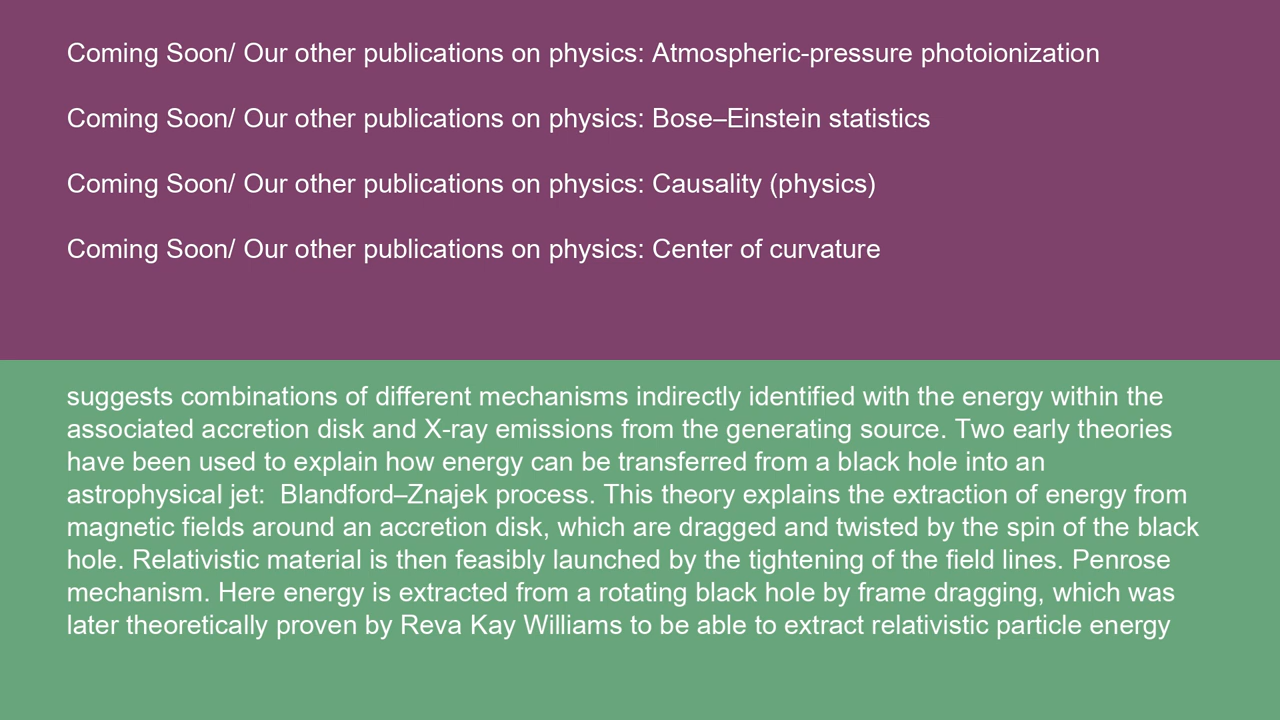 Coming Soon/ Our other publications on physics: Atmospheric-pressure photoionization
Coming Soon/ Our other publications on physics: Bose–Einstein statistics
Coming Soon/ Our other publications on physics: Causality (physics)
Coming Soon/ Our other publications on physics: Center of curvature
suggests combinations of different mechanisms indirectly identified with the energy within the
associated accretion disk and X-ray emissions from the generating source. Two early theories
have been used to explain how energy can be transferred from a black hole into an
astrophysical jet:  Blandford–Znajek process. This theory explains the extraction of energy from
magnetic fields around an accretion disk, which are dragged and twisted by the spin of the black
hole. Relativistic material is then feasibly launched by the tightening of the field lines. Penrose
mechanism. Here energy is extracted from a rotating black hole by frame dragging, which was
later theoretically proven by Reva Kay Williams to be able to extract relativistic particle energy